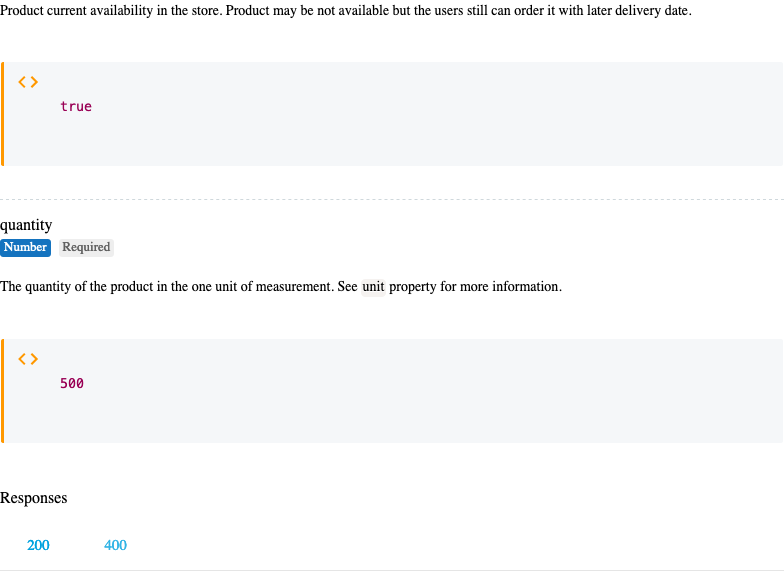 Product current availability in the store. Product may be not available but the users still can order it with later delivery date.
<>
true
quantity
Number Required
The quantity of the product in the one unit of measurement. See unit property for more information.
<>
500
Responses
200 400